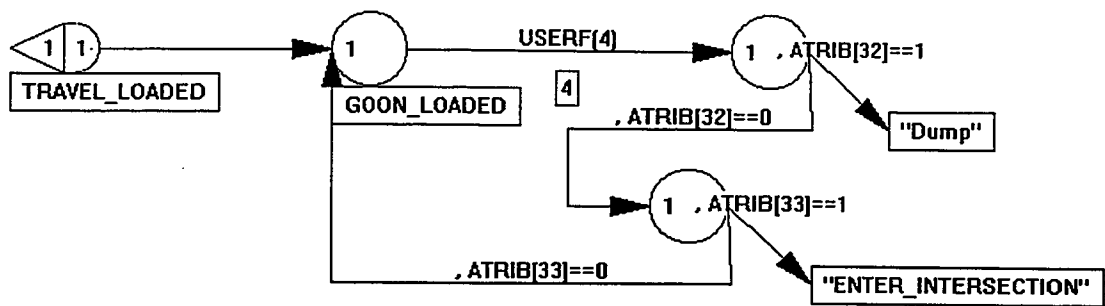 1 1
TRAVEL_LOADED
1
GOON_LOADED
USERF(4)
4
1 , ATRIB[32]==1
"Dump"
, ATRIB[32]==0
1 , ATRIB[33]==1
"ENTER_INTERSECTION"
, ATRIB[33]==0